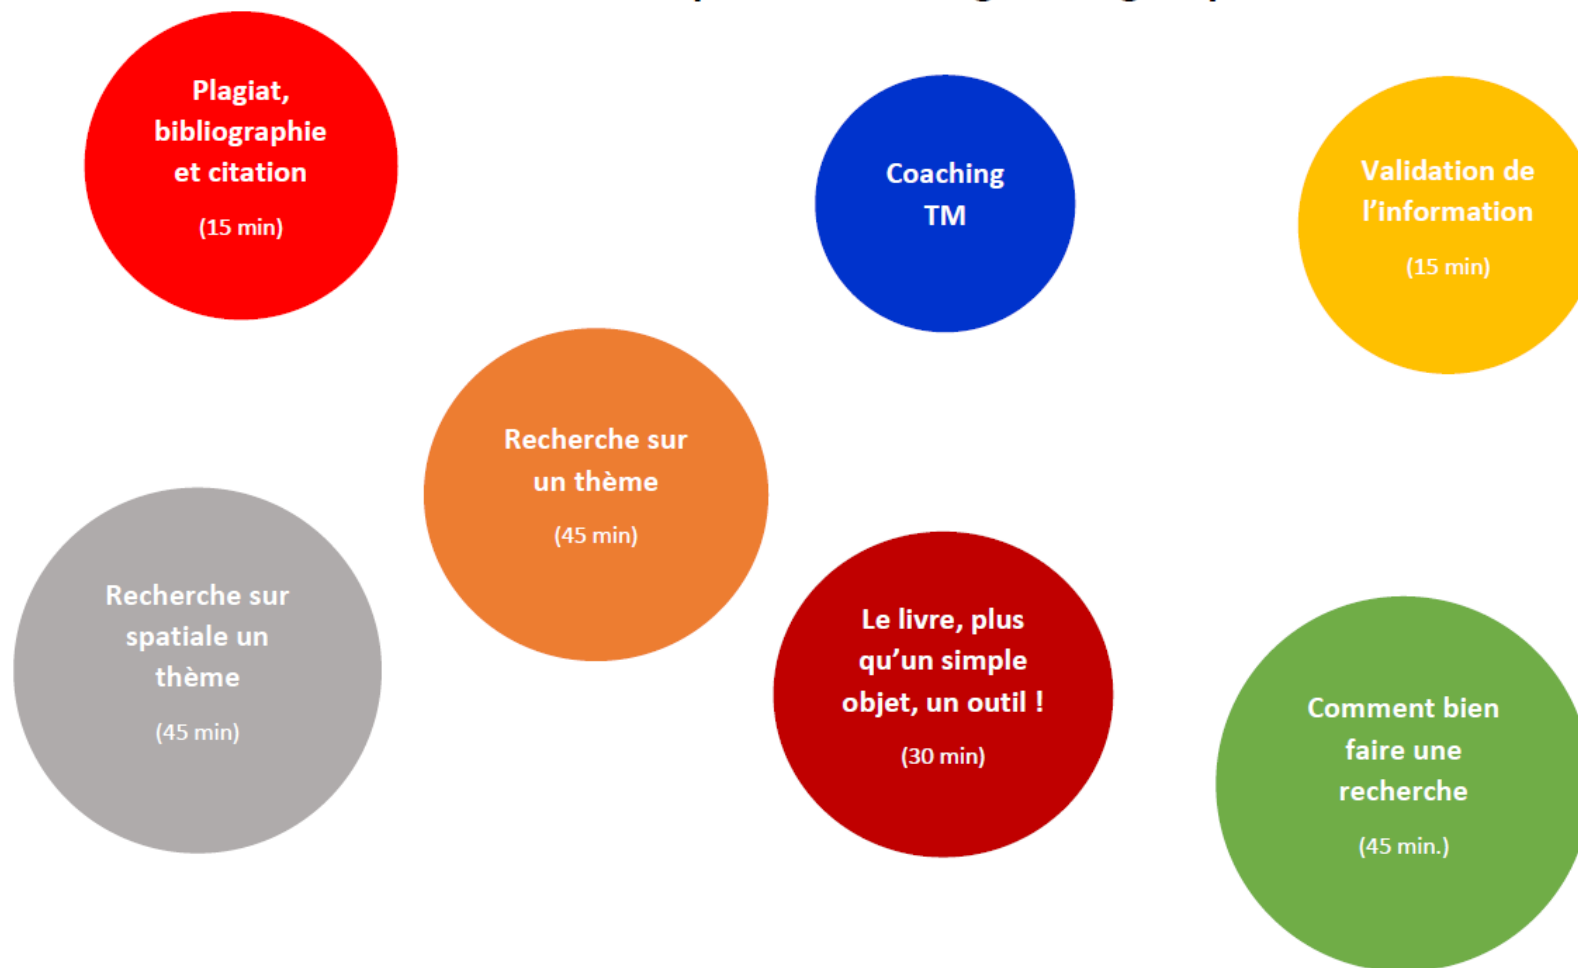 Plagiat,
bibliographie
et citation
(15 min)
Coaching
TM
Validation de
l'information
(15 min)
Recherche sur
un thème
(45 min)
Recherche sur
spatiale un
thème
(45 min)
Le livre, plus
qu'un simple
objet, un outil !
(30 min)
Comment bien
faire une
recherche
(45 min.)